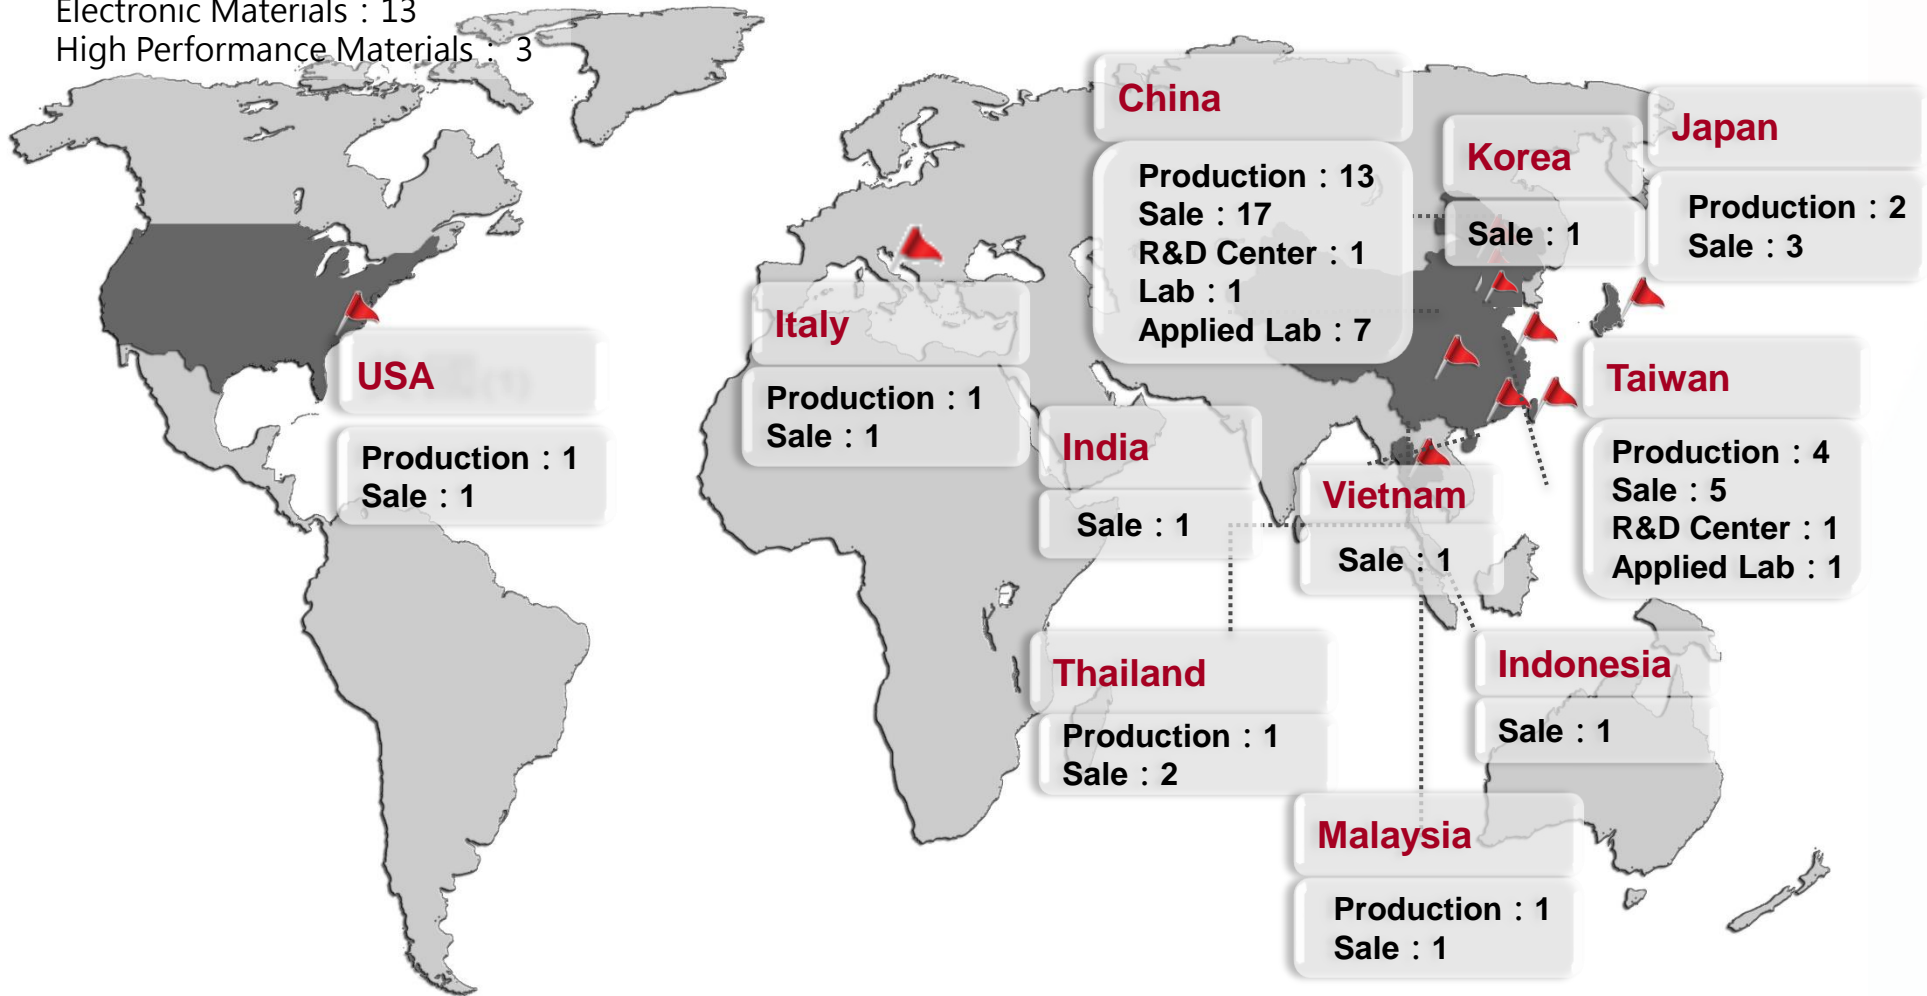 Electronic Materials : 13
High Performance Materials : 3
China
Production : 13
Sale : 17
R&D Center : 1
Lab : 1
Applied Lab : 7
Korea
Sale : 1
Japan
Production : 2
Sale : 3
Italy
Production : 1
Sale : 1
USA
Production : 1
Sale : 1
India
Sale : 1
Vietnam
Sale : 1
Taiwan
Production : 4
Sale : 5
R&D Center : 1
Applied Lab : 1
Thailand
Production : 1
Sale : 2
Indonesia
Sale : 1
Malaysia
Production : 1
Sale : 1